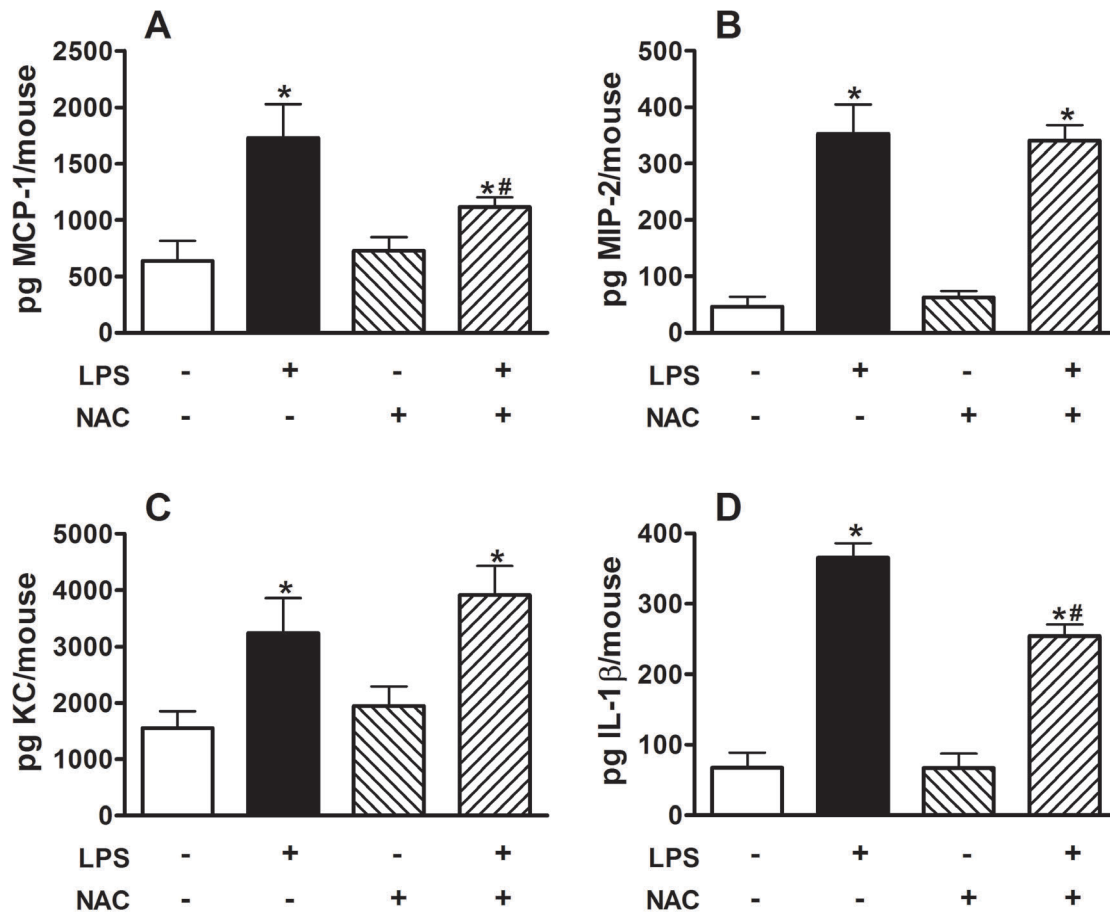 A
pg MCP-1/mouse
2500
2000
1500
1000
500
0
*
*#
LPS - + - +
NAC - - + +
B
pg MIP-2/mouse
500
400
300
200
100
0
*
*
LPS - + - +
NAC - - + +
C
pg KC/mouse
5000
4000
3000
2000
1000
0
*
*
LPS - + - +
NAC - - + +
D
pg IL-1β/mouse
400
300
200
100
0
*
*#
LPS - + - +
NAC - - + +